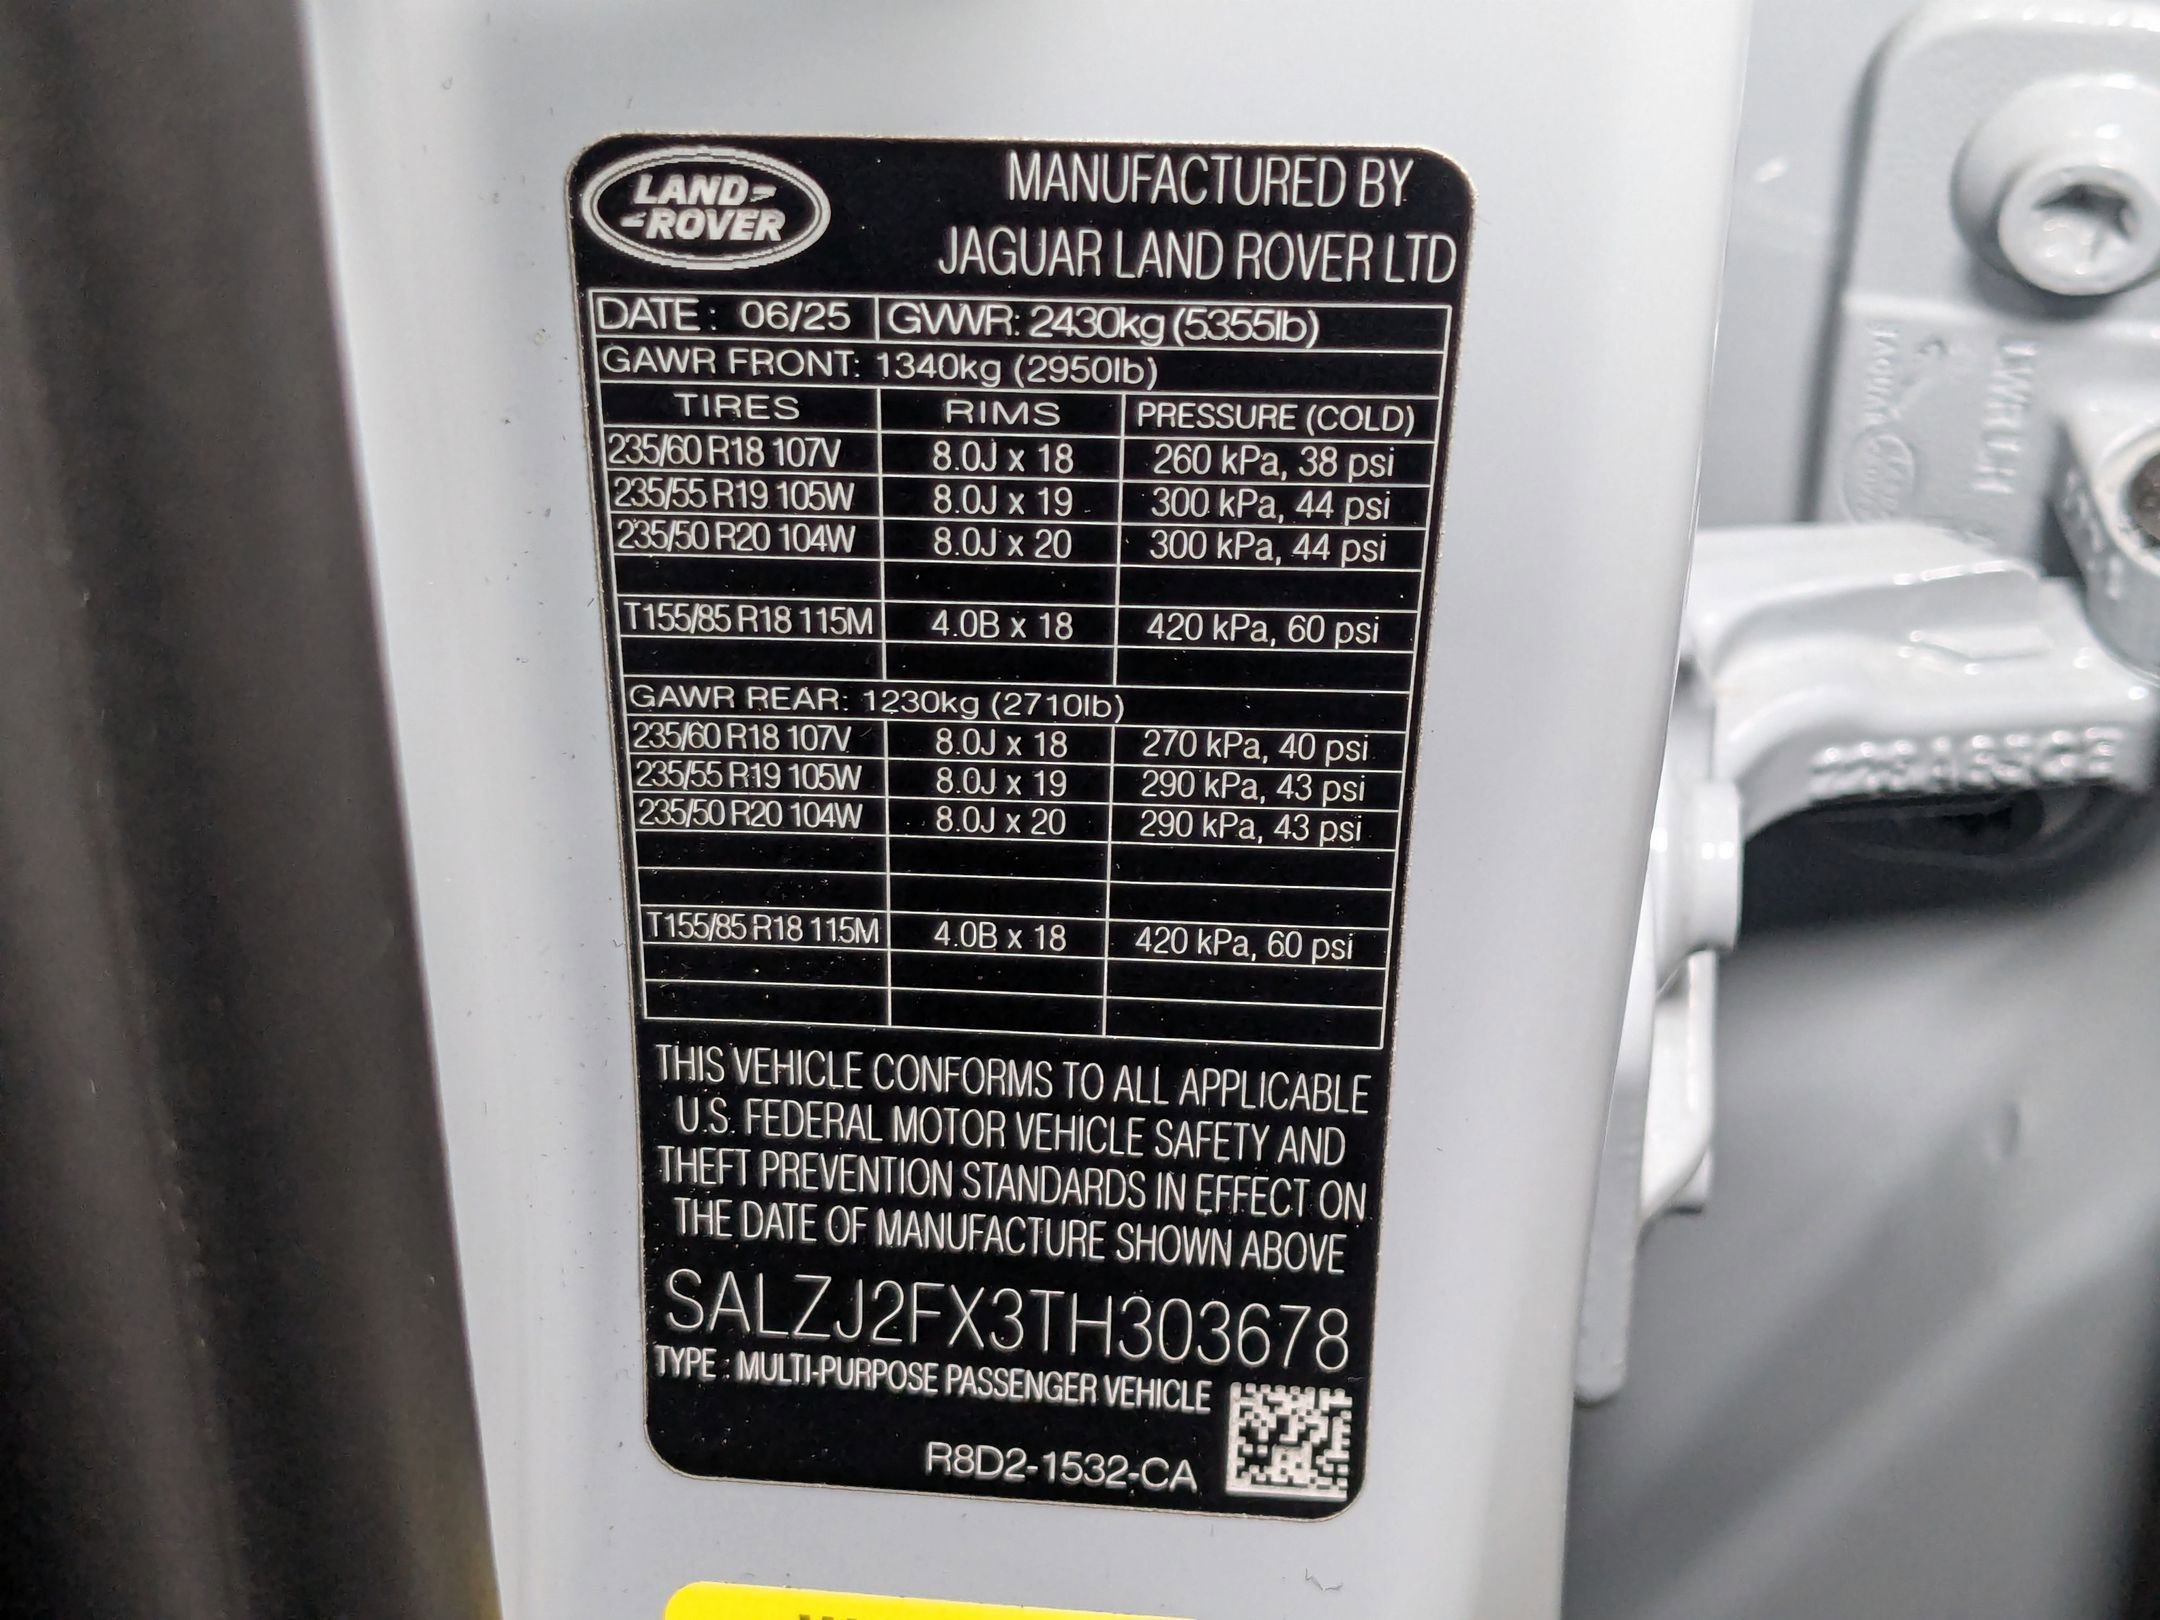 LAND-
-ROVER
MANUFACTURED BY
JAGUAR LAND ROVER LTD
DATE: 06/25 GVWR: 2430kg (5355lb)
GAWR FRONT: 1340kg (2950lb)
TIRES RIMS PRESSURE (COLD)
235/60 R18 107V 8.0J x 18 260 kPa, 38 psi
235/55 R19 105W 8.0J x 19 300 kPa, 44 psi
235/50 R20 104W 8.0J x 20 300 kPa, 44 psi
T155/85 R18 115M 4.0B x 18 420 kPa, 60 psi
GAWR REAR: 1230kg (2710lb)
235/60 R18 107V 8.0J x 18 270 kPa, 40 psi
235/55 R19 105W 8.0J x 19 290 kPa, 43 psi
235/50 R20 104W 8.0J x 20 290 kPa, 43 psi
T155/85 R18 115M 4.0B x 18 420 kPa, 60 psi
THIS VEHICLE CONFORMS TO ALL APPLICABLE
U.S. FEDERAL MOTOR VEHICLE SAFETY AND
THEFT PREVENTION STANDARDS IN EFFECT ON
THE DATE OF MANUFACTURE SHOWN ABOVE
SALZJ2FX3TH303678
TYPE : MULTI-PURPOSE PASSENGER VEHICLE
R8D2-1532-CA
JAGUAR